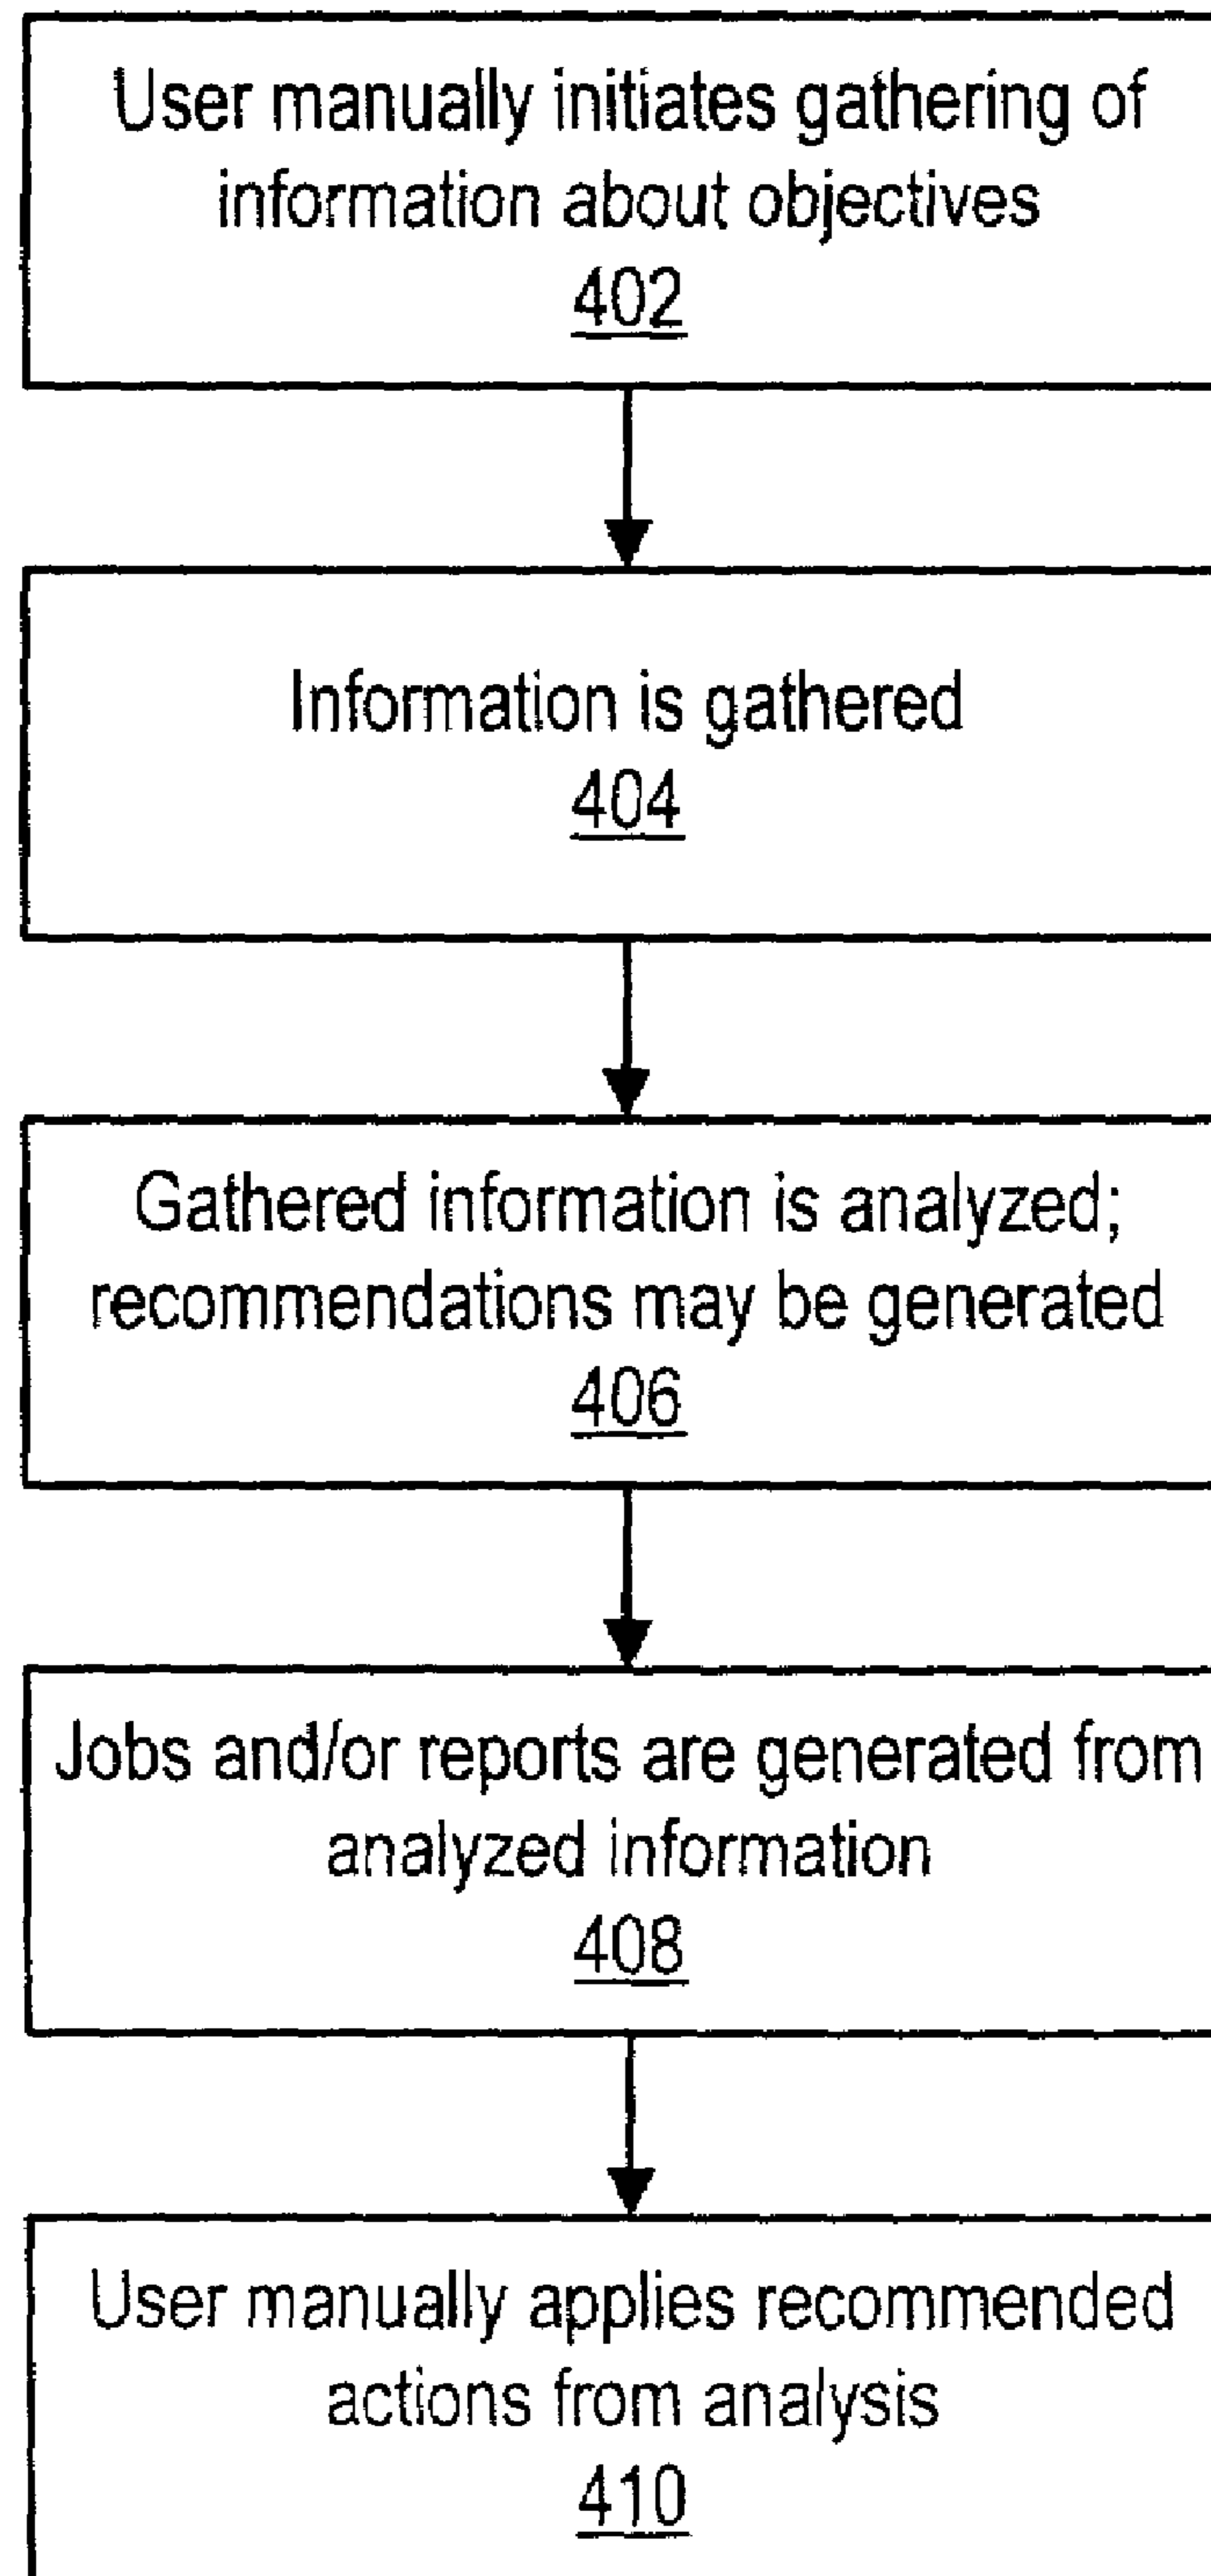 User manually initiates gathering of
information about objectives
402
Information is gathered
404
Gathered information is analyzed;
recommendations may be generated
406
Jobs and/or reports are generated from
analyzed information
408
User manually applies recommended
actions from analysis
410